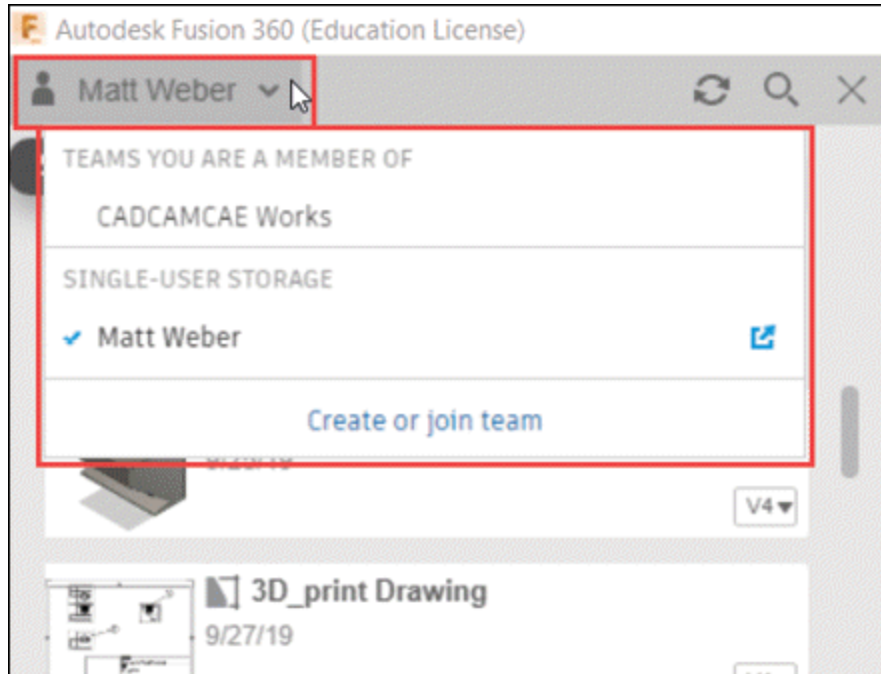 Autodesk Fusion 360 (Education License)
Matt Weber
TEAMS YOU ARE A MEMBER OF
CADCAMCAE Works
SINGLE-USER STORAGE
Matt Weber
Create or join team
V4
3D_print Drawing
9/27/19